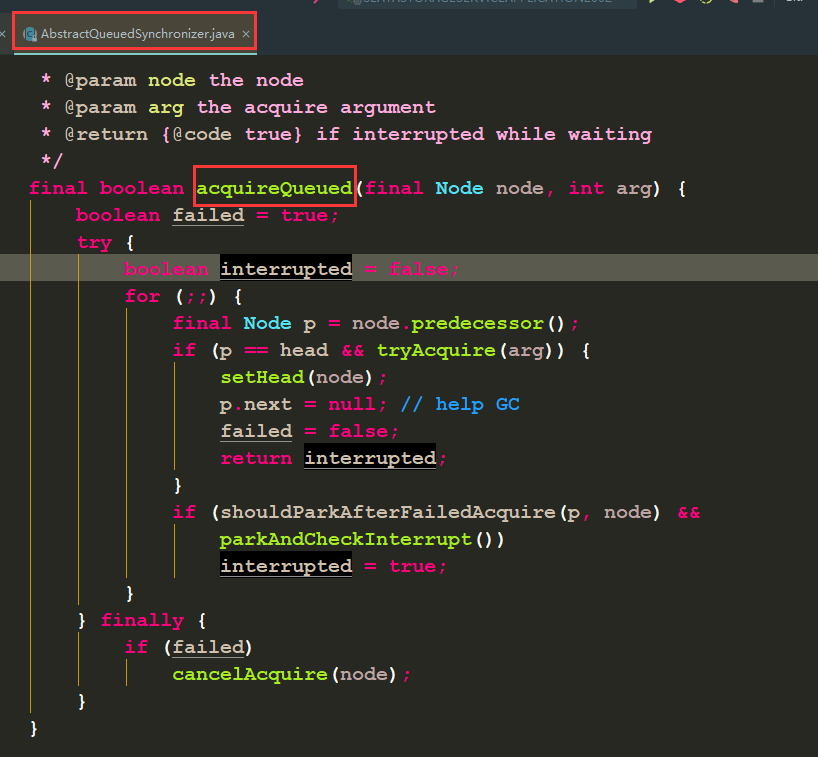 AbstractQueuedSynchronizer.java ×
* @param node the node
* @param arg the acquire argument
* @return {@code true} if interrupted while waiting
*/
final boolean acquireQueued(final Node node, int arg) {
boolean failed = true;
try {
boolean interrupted = false;
for (;;) {
final Node p = node.predecessor();
if (p == head && tryAcquire(arg)) {
setHead(node);
p.next = null; // help GC
failed = false;
return interrupted;
}
if (shouldParkAfterFailedAcquire(p, node) &&
parkAndCheckInterrupt())
interrupted = true;
}
} finally {
if (failed)
cancelAcquire(node);
}
}